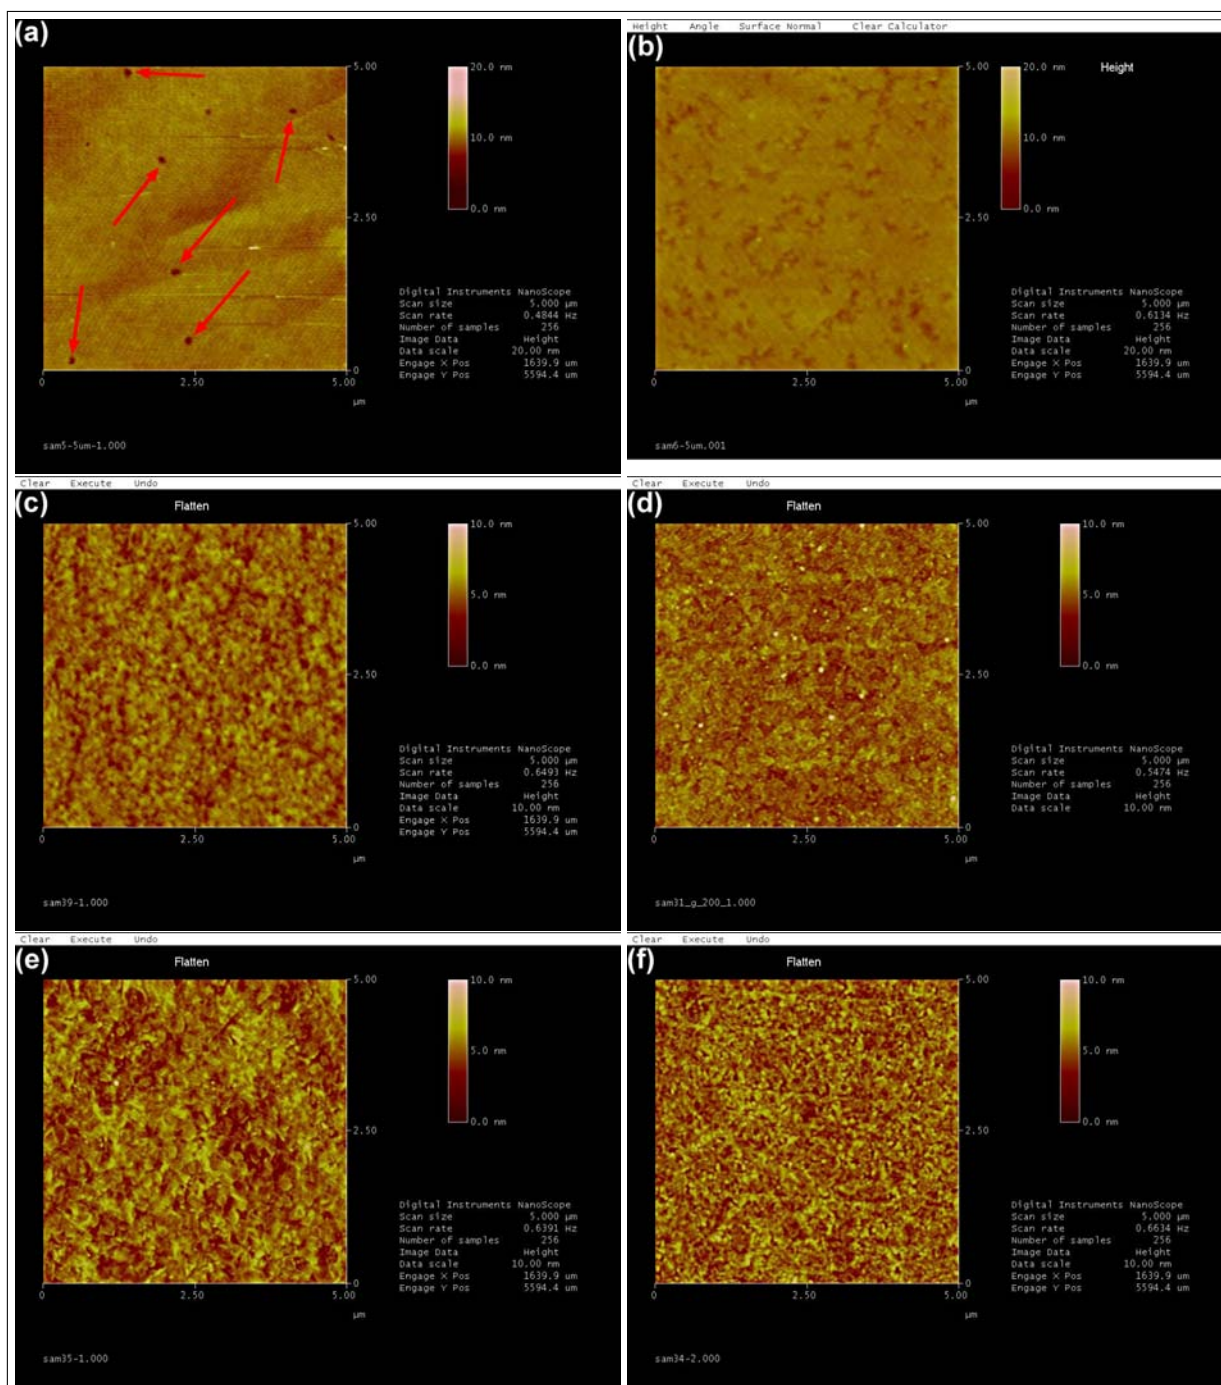 (a)
5.00
2.50
0
0
2.50
5.00
µm
20.0 nm
10.0 nm
0.0 nm
Digital Instruments NanoScope
Scan size 5.000 µm
Scan rate 0.4844 Hz
Number of samples 256
Image Data Height
Data scale 20.00 nm
Engage X Pos 1639.9 um
Engage Y Pos 5594.4 um
sam5-5um-1.000
Height Angle Surface Normal Clear Calculator
(b)
Height
5.00
2.50
0
0
2.50
5.00
µm
20.0 nm
10.0 nm
0.0 nm
Digital Instruments NanoScope
Scan size 5.000 µm
Scan rate 0.6134 Hz
Number of samples 256
Image Data Height
Data scale 20.00 nm
Engage X Pos 1639.9 um
Engage Y Pos 5594.4 um
sam6-5um.001
Clear Execute Undo
(c)
Flatten
5.00
2.50
0
0
2.50
5.00
µm
10.0 nm
5.0 nm
0.0 nm
Digital Instruments NanoScope
Scan size 5.000 µm
Scan rate 0.6493 Hz
Number of samples 256
Image Data Height
Data scale 10.00 nm
Engage X Pos 1639.9 um
Engage Y Pos 5594.4 um
sam39-1.000
Clear Execute Undo
(d)
Flatten
5.00
2.50
0
0
2.50
5.00
µm
10.0 nm
5.0 nm
0.0 nm
Digital Instruments NanoScope
Scan size 5.000 µm
Scan rate 0.5474 Hz
Number of samples 256
Image Data Height
Data scale 10.00 nm
sam31_g_200_1.000
Clear Execute Undo
(e)
Flatten
5.00
2.50
0
0
2.50
5.00
µm
10.0 nm
5.0 nm
0.0 nm
Digital Instruments NanoScope
Scan size 5.000 µm
Scan rate 0.6391 Hz
Number of samples 256
Image Data Height
Data scale 10.00 nm
Engage X Pos 1639.9 um
Engage Y Pos 5594.4 um
sam35-1.000
Clear Execute Undo
(f)
Flatten
5.00
2.50
0
0
2.50
5.00
µm
10.0 nm
5.0 nm
0.0 nm
Digital Instruments NanoScope
Scan size 5.000 µm
Scan rate 0.6634 Hz
Number of samples 256
Image Data Height
Data scale 10.00 nm
Engage X Pos 1639.9 um
Engage Y Pos 5594.4 um
sam34-2.000